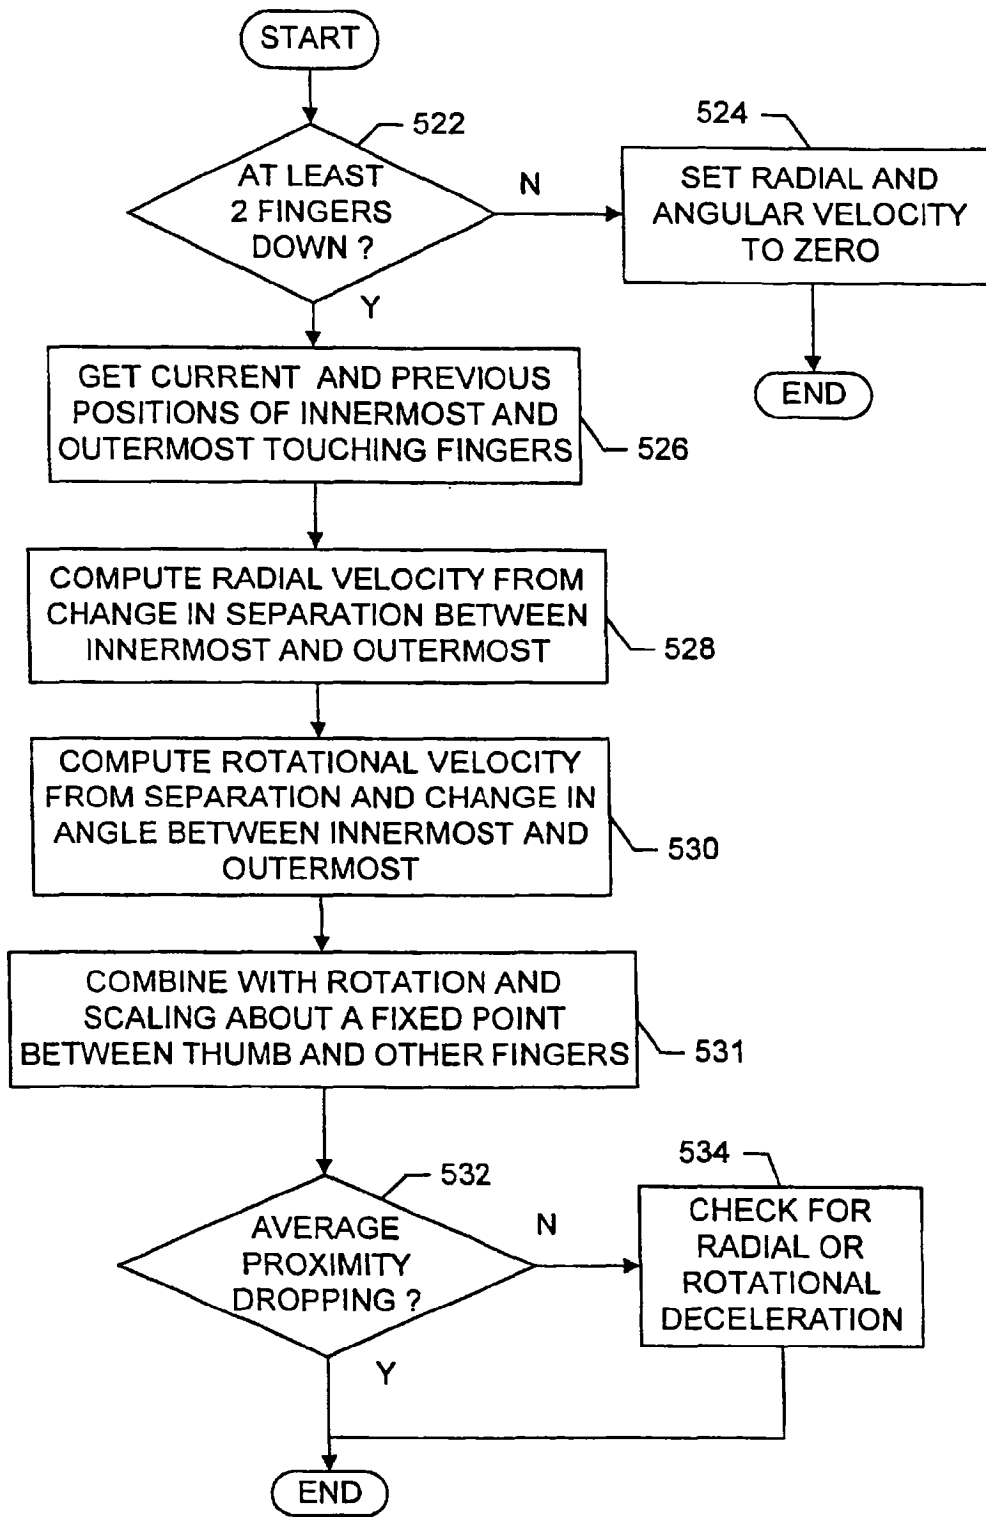 START
522
AT LEAST
2 FINGERS
DOWN ?
N
524
SET RADIAL AND
ANGULAR VELOCITY
TO ZERO
END
Y
GET CURRENT AND PREVIOUS
POSITIONS OF INNERMOST AND
OUTERMOST TOUCHING FINGERS
526
COMPUTE RADIAL VELOCITY FROM
CHANGE IN SEPARATION BETWEEN
INNERMOST AND OUTERMOST
528
COMPUTE ROTATIONAL VELOCITY
FROM SEPARATION AND CHANGE IN
ANGLE BETWEEN INNERMOST AND
OUTERMOST
530
COMBINE WITH ROTATION AND
SCALING ABOUT A FIXED POINT
BETWEEN THUMB AND OTHER FINGERS
531
532
AVERAGE
PROXIMITY
DROPPING ?
N
534
CHECK FOR
RADIAL OR
ROTATIONAL
DECELERATION
Y
END